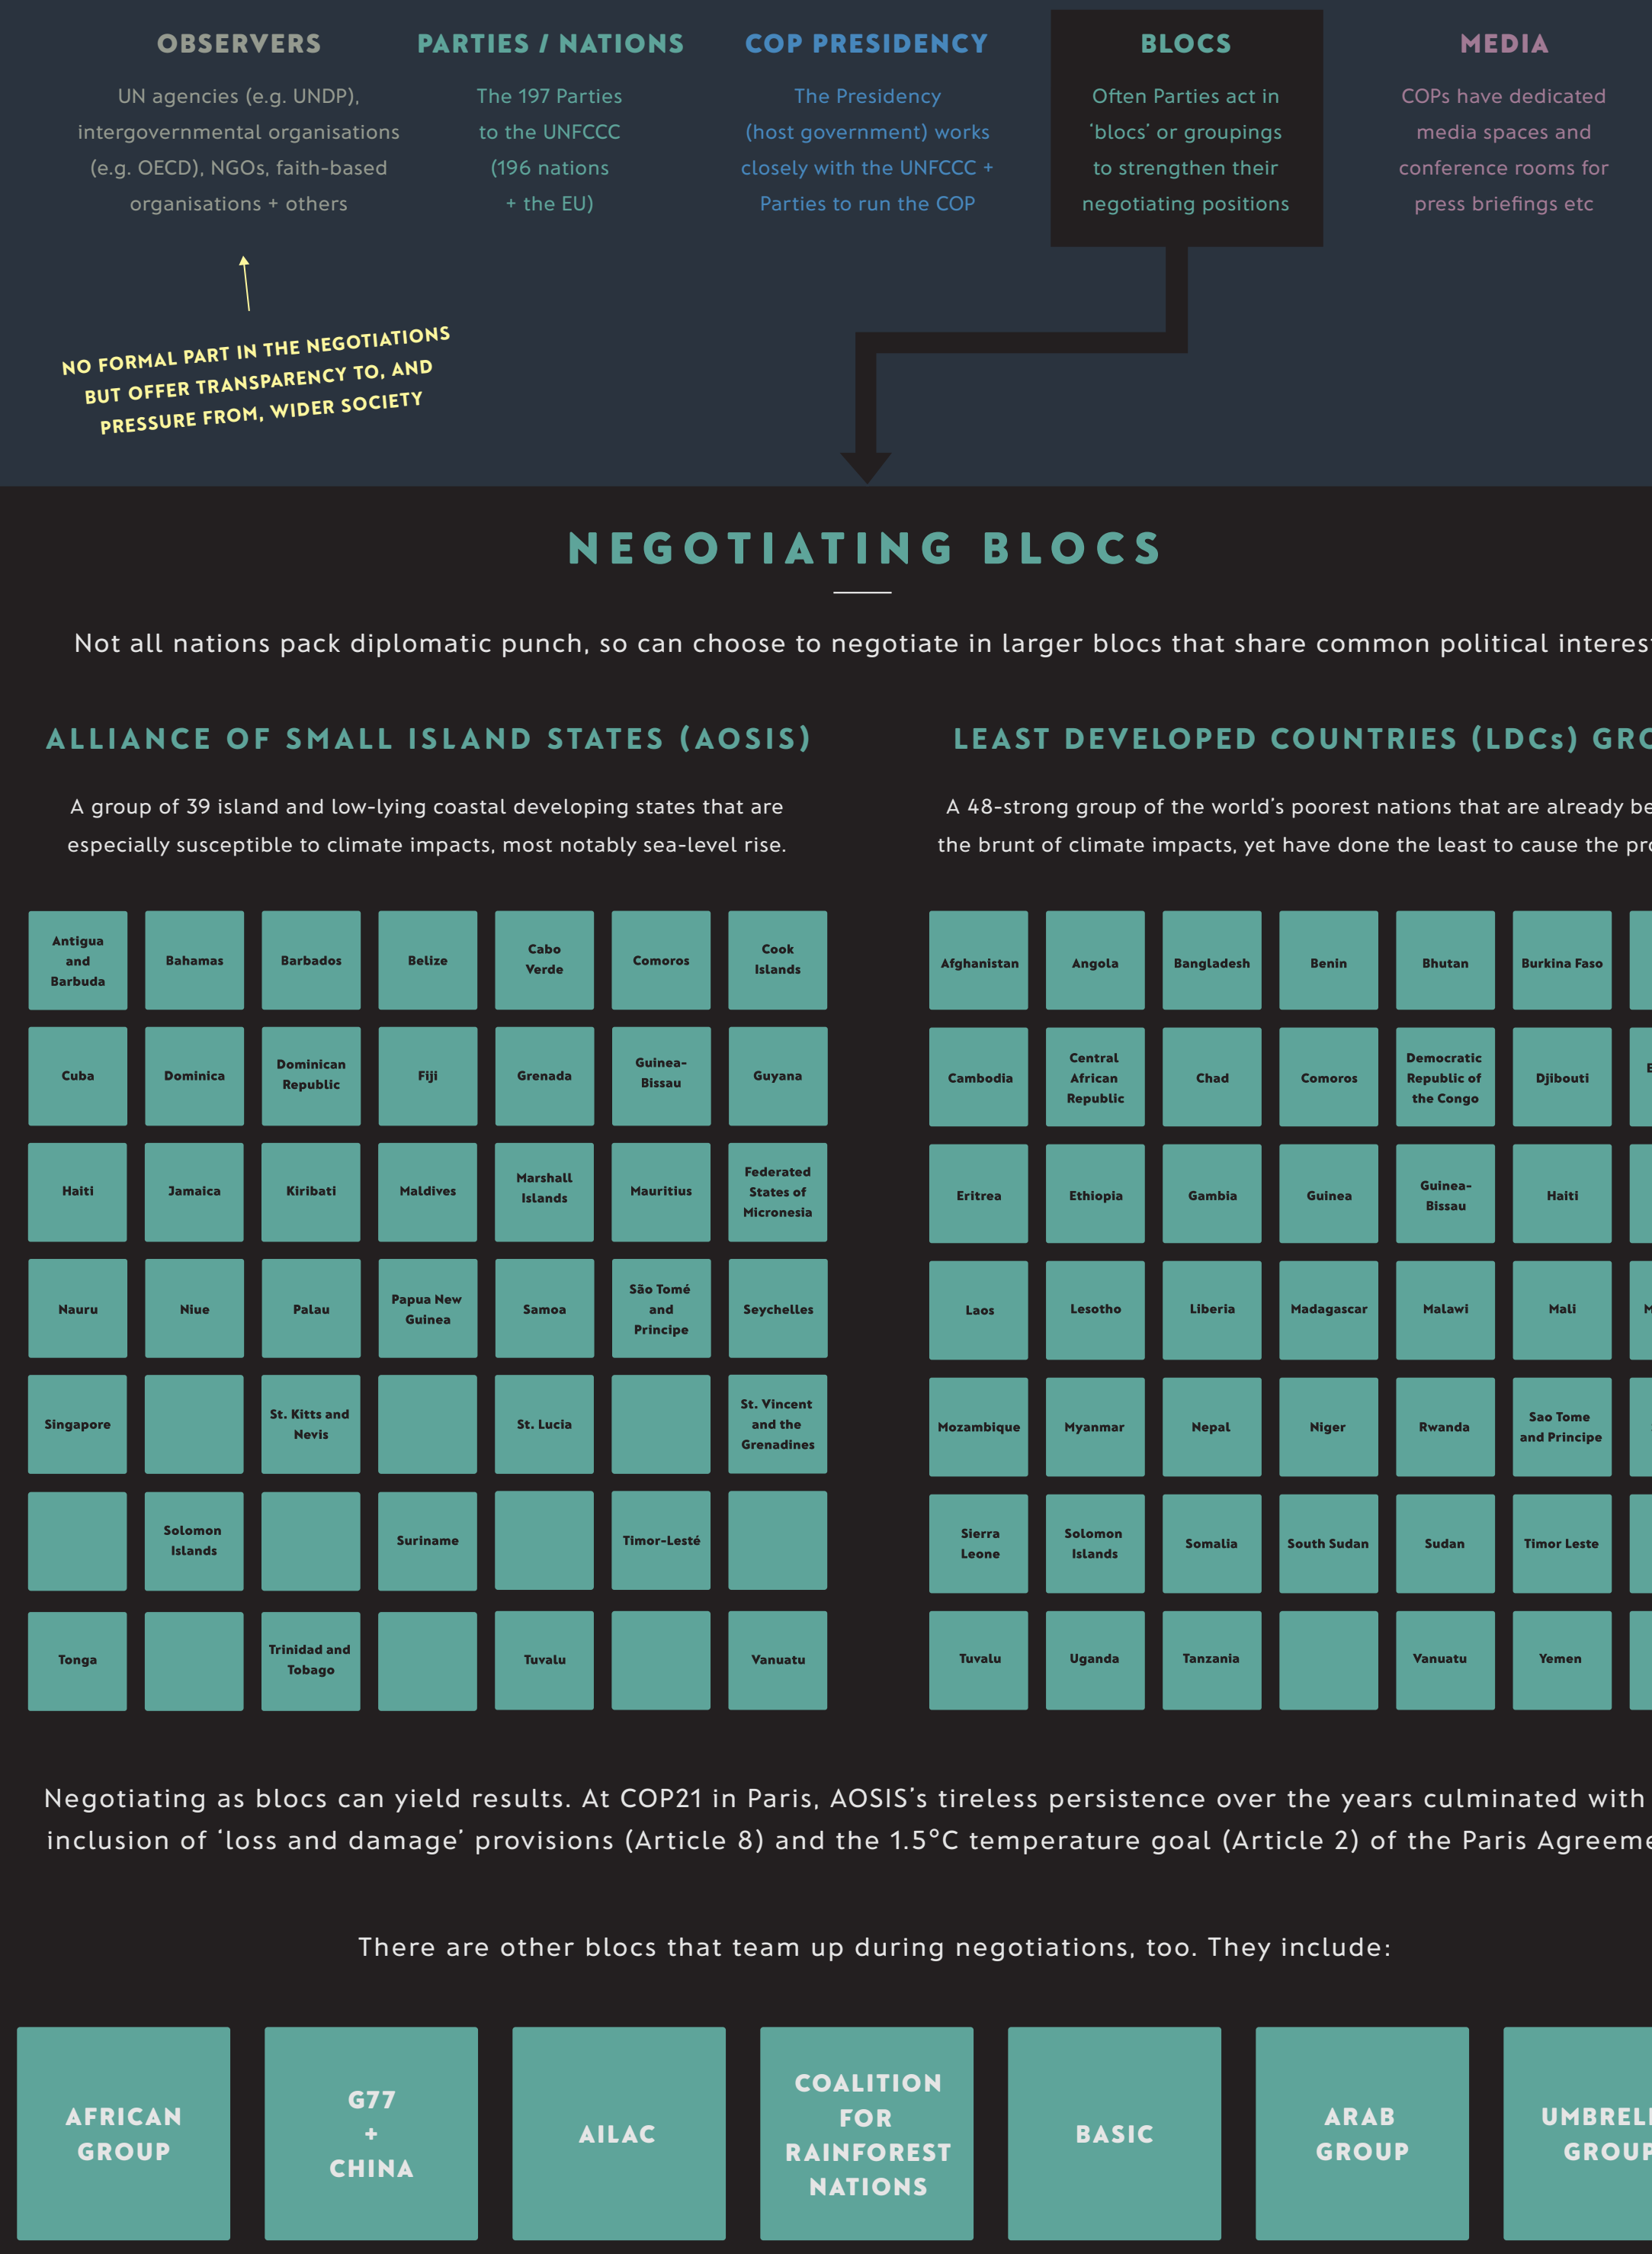 OBSERVERS
UN agencies (e.g. UNDP),
intergovernmental organisations
(e.g. OECD), NGOs, faith-based
organisations + others
PARTIES / NATIONS
The 197 Parties
to the UNFCCC
(196 nations
+ the EU)
COP PRESIDENCY
The Presidency
(host government) works
closely with the UNFCCC +
Parties to run the COP
BLOCS
Often Parties act in
'blocs' or groupings
to strengthen their
negotiating positions
MEDIA
COPs have dedicated
media spaces and
conference rooms for
press briefings etc
NO FORMAL PART IN THE NEGOTIATIONS
BUT OFFER TRANSPARENCY TO, AND
PRESSURE FROM, WIDER SOCIETY
NEGOTIATING BLOCS
Not all nations pack diplomatic punch, so can choose to negotiate in larger blocs that share common political
ALLIANCE OF SMALL ISLAND STATES (AOSIS)
A group of 39 island and low-lying coastal developing states that are
especially susceptible to climate impacts, most notably sea-level rise.
Antigua
and
Barbuda
Bahamas
Barbados
Belize
Cabo
Verde
Comoros
Cook
Islands
Cuba
Dominica
Dominican
Republic
Fiji
Grenada
Guinea-
Bissau
Guyana
Haiti
Jamaica
Kiribati
Maldives
Marshall
Islands
Mauritius
Federated
States of
Micronesia
Nauru
Niue
Palau
Papua New
Guinea
Samoa
São Tomé
and
Principe
Seychelles
Singapore
St. Kitts and
Nevis
St. Lucia
St. Vincent
and the
Grenadines
Solomon
Islands
Suriname
Timor-Lesté
Tonga
Trinidad and
Tobago
Tuvalu
Vanuatu
LEAST DEVELOPED COUNTRIES (LDCs)
A 48-strong group of the world's poorest nations that are already
the brunt of climate impacts, yet have done the least to cause the
Afghanistan
Angola
Bangladesh
Benin
Bhutan
Burkina Faso
Cambodia
Central
African
Republic
Chad
Comoros
Democratic
Republic of
the Congo
Djibouti
Eritrea
Ethiopia
Gambia
Guinea
Guinea-
Bissau
Haiti
Laos
Lesotho
Liberia
Madagascar
Malawi
Mali
Mozambique
Myanmar
Nepal
Niger
Rwanda
Sao Tome
and Principe
Sierra
Leone
Solomon
Islands
Somalia
South Sudan
Sudan
Timor Leste
Tuvalu
Uganda
Tanzania
Vanuatu
Yemen
Negotiating as blocs can yield results. At COP21 in Paris, AOSIS's tireless persistence over the years culminated with
inclusion of 'loss and damage' provisions (Article 8) and the 1.5°C temperature goal (Article 2) of the Paris
There are other blocs that team up during negotiations, too. They include:
AFRICAN
GROUP
G77
+
CHINA
AILAC
COALITION
FOR
RAINFOREST
NATIONS
BASIC
ARAB
GROUP